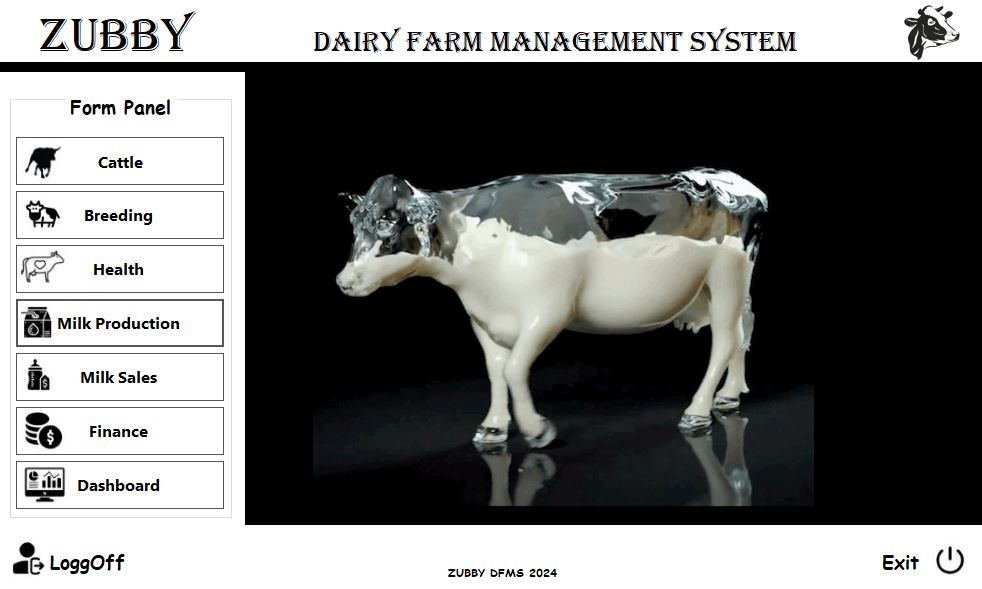 ZUBBY
DAIRY FARM MANAGEMENT SYSTEM
Form Panel
Cattle
Breeding
Health
Milk Production
Milk Sales
Finance
Dashboard
LoggOff
ZUBBY DFMS 2024
Exit